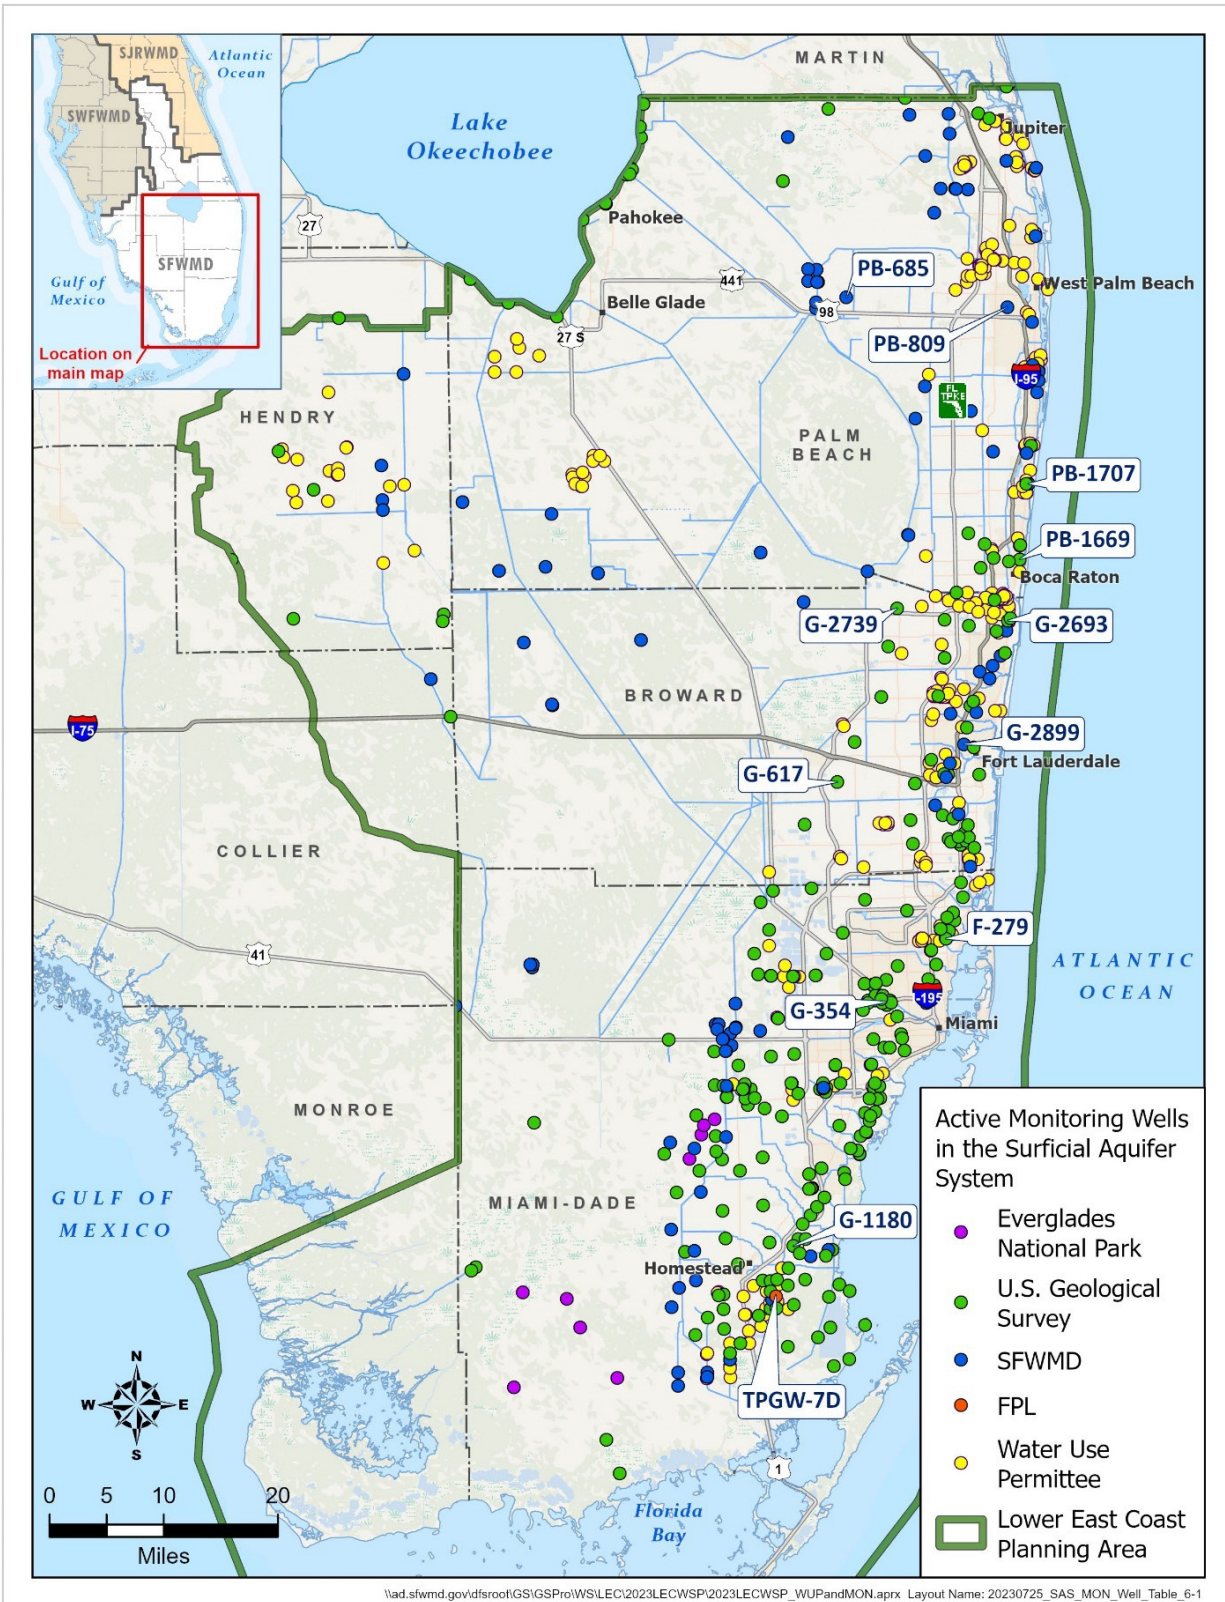 SJRWMD
Atlantic
Ocean
SWFWMD
SFWMD
Gulf of
Mexico
Location on
main map
MARTIN
Lake
Okeechobee
Jupiter
27
Pahokee
PB-685
441
West Palm Beach
Belle Glade
98
27 S
PB-809
I-95
FL
TPKE
HENDRY
PALM
BEACH
PB-1707
PB-1669
Boca Raton
G-2739
G-2693
BROWARD
I-75
G-2899
Fort Lauderdale
G-617
COLLIER
F-279
41
ATLANTIC
OCEAN
I-195
G-354
Miami
MONROE
GULF OF
MEXICO
MIAMI-DADE
G-1180
Homestead
TPGW-7D
1
Florida
Bay
N
W
E
S
0
5
10
20
Miles
Active Monitoring Wells
in the Surficial Aquifer
System
Everglades
National Park
U.S. Geological
Survey
SFWMD
FPL
Water Use
Permittee
Lower East Coast
Planning Area
\\ad.sfwmd.gov\dfsroot\GS\GSPro\WS\LEC\2023LECWSP\2023LECWSP_WUPandMON.aprx Layout Name: 20230725_SAS_MON_Well_Table_6-1